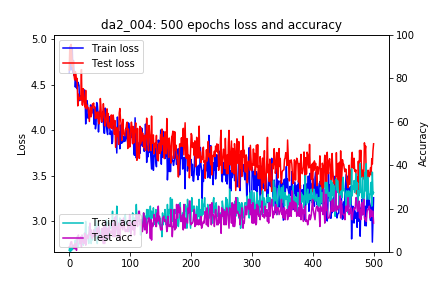 da2_004: 500 epochs loss and accuracy
Train loss
Test loss
Train acc
Test acc
Loss
5.0
4.5
4.0
3.5
3.0
Accuracy
100
80
60
40
20
0
0 100 200 300 400 500